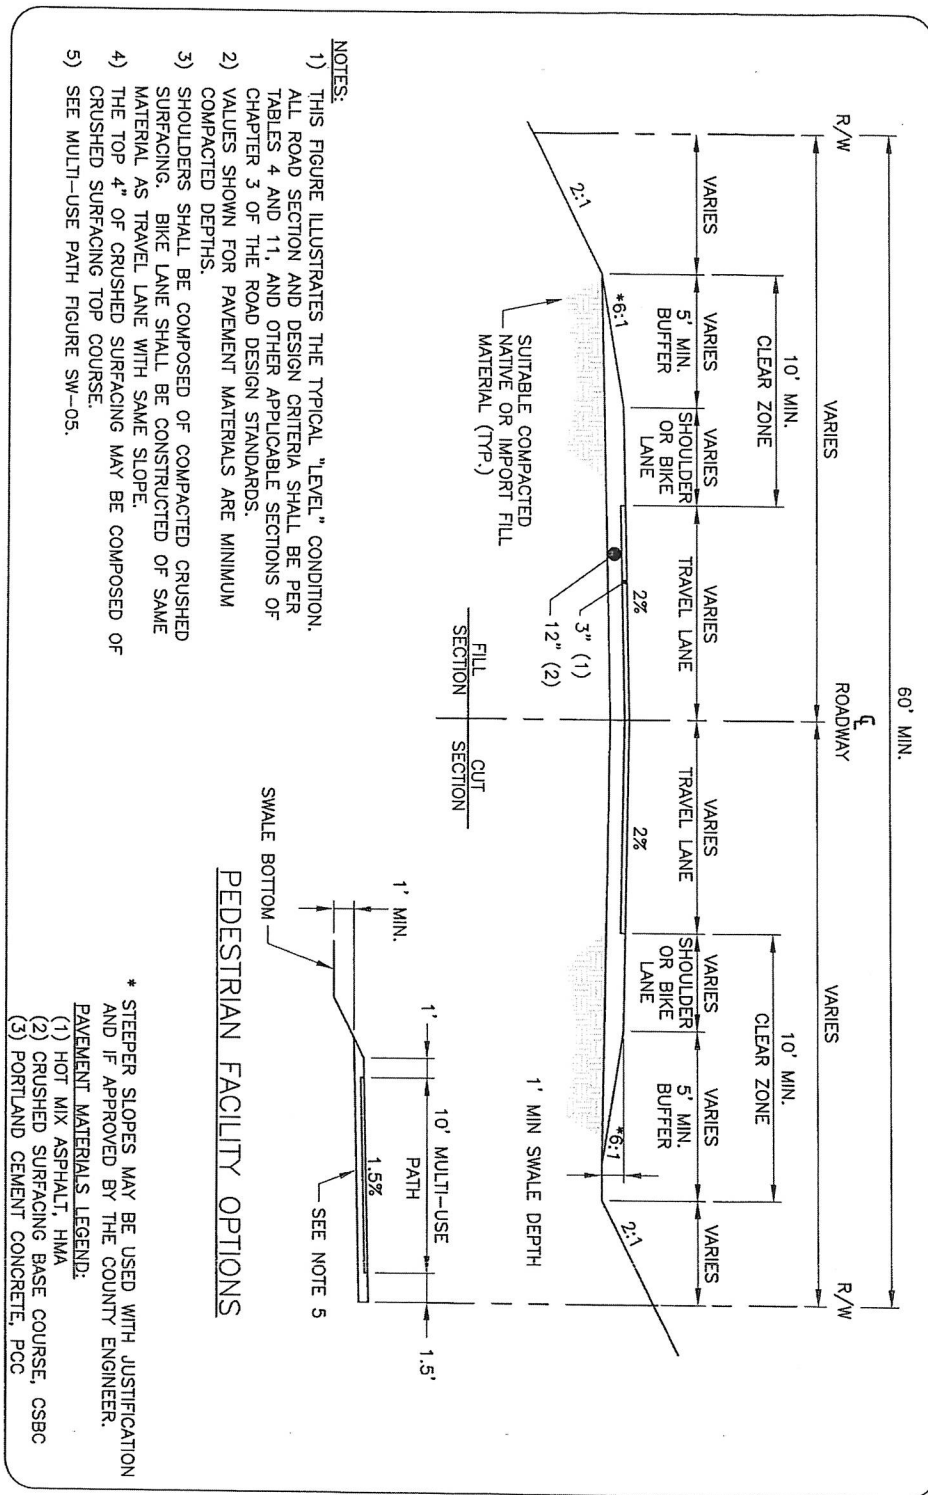 60' MIN.
R/W
VARIES
℄
ROADWAY
VARIES
R/W
10' MIN.
CLEAR ZONE
10' MIN.
CLEAR ZONE
VARIES
VARIES
5' MIN.
BUFFER
VARIES
SHOULDER
OR BIKE
LANE
VARIES
TRAVEL LANE
VARIES
TRAVEL LANE
VARIES
SHOULDER
OR BIKE
LANE
VARIES
5' MIN.
BUFFER
VARIES
2:1
*6:1
2%
2%
*6:1
2:1
3" (1)
12" (2)
SUITABLE COMPACTED
NATIVE OR IMPORT FILL
MATERIAL (TYP.)
1' MIN SWALE DEPTH
FILL
SECTION
CUT
SECTION
1' MIN.
1'
10' MULTI-USE
PATH
1.5'
1.5%
SWALE BOTTOM
SEE NOTE 5
PEDESTRIAN FACILITY OPTIONS
NOTES:
1) THIS FIGURE ILLUSTRATES THE TYPICAL "LEVEL" CONDITION.
ALL ROAD SECTION AND DESIGN CRITERIA SHALL BE PER
TABLES 4 AND 11, AND OTHER APPLICABLE SECTIONS OF
CHAPTER 3 OF THE ROAD DESIGN STANDARDS.
2) VALUES SHOWN FOR PAVEMENT MATERIALS ARE MINIMUM
COMPACTED DEPTHS.
3) SHOULDERS SHALL BE COMPOSED OF COMPACTED CRUSHED
SURFACING. BIKE LANE SHALL BE CONSTRUCTED OF SAME
MATERIAL AS TRAVEL LANE WITH SAME SLOPE.
4) THE TOP 4" OF CRUSHED SURFACING MAY BE COMPOSED OF
CRUSHED SURFACING TOP COURSE.
5) SEE MULTI-USE PATH FIGURE SW-05.
* STEEPER SLOPES MAY BE USED WITH JUSTIFICATION
AND IF APPROVED BY THE COUNTY ENGINEER.
PAVEMENT MATERIALS LEGEND:
(1) HOT MIX ASPHALT, HMA
(2) CRUSHED SURFACING BASE COURSE, CSBC
(3) PORTLAND CEMENT CONCRETE, PCC